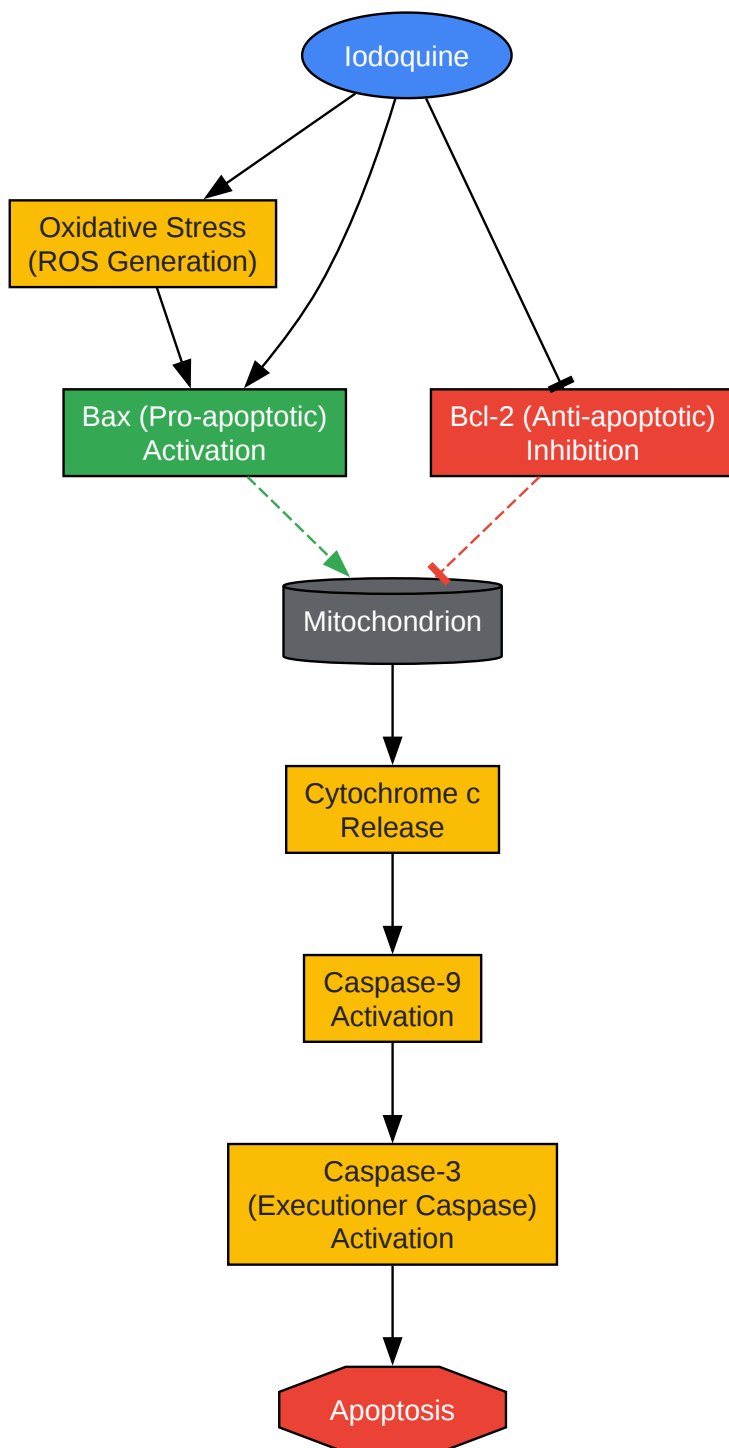 Iodoquine
Oxidative Stress
(ROS Generation)
Bax (Pro-apoptotic)
Activation
Bcl-2 (Anti-apoptotic)
Inhibition
Mitochondrion
Cytochrome c
Release
Caspase-9
Activation
Caspase-3
(Executioner Caspase)
Activation
Apoptosis